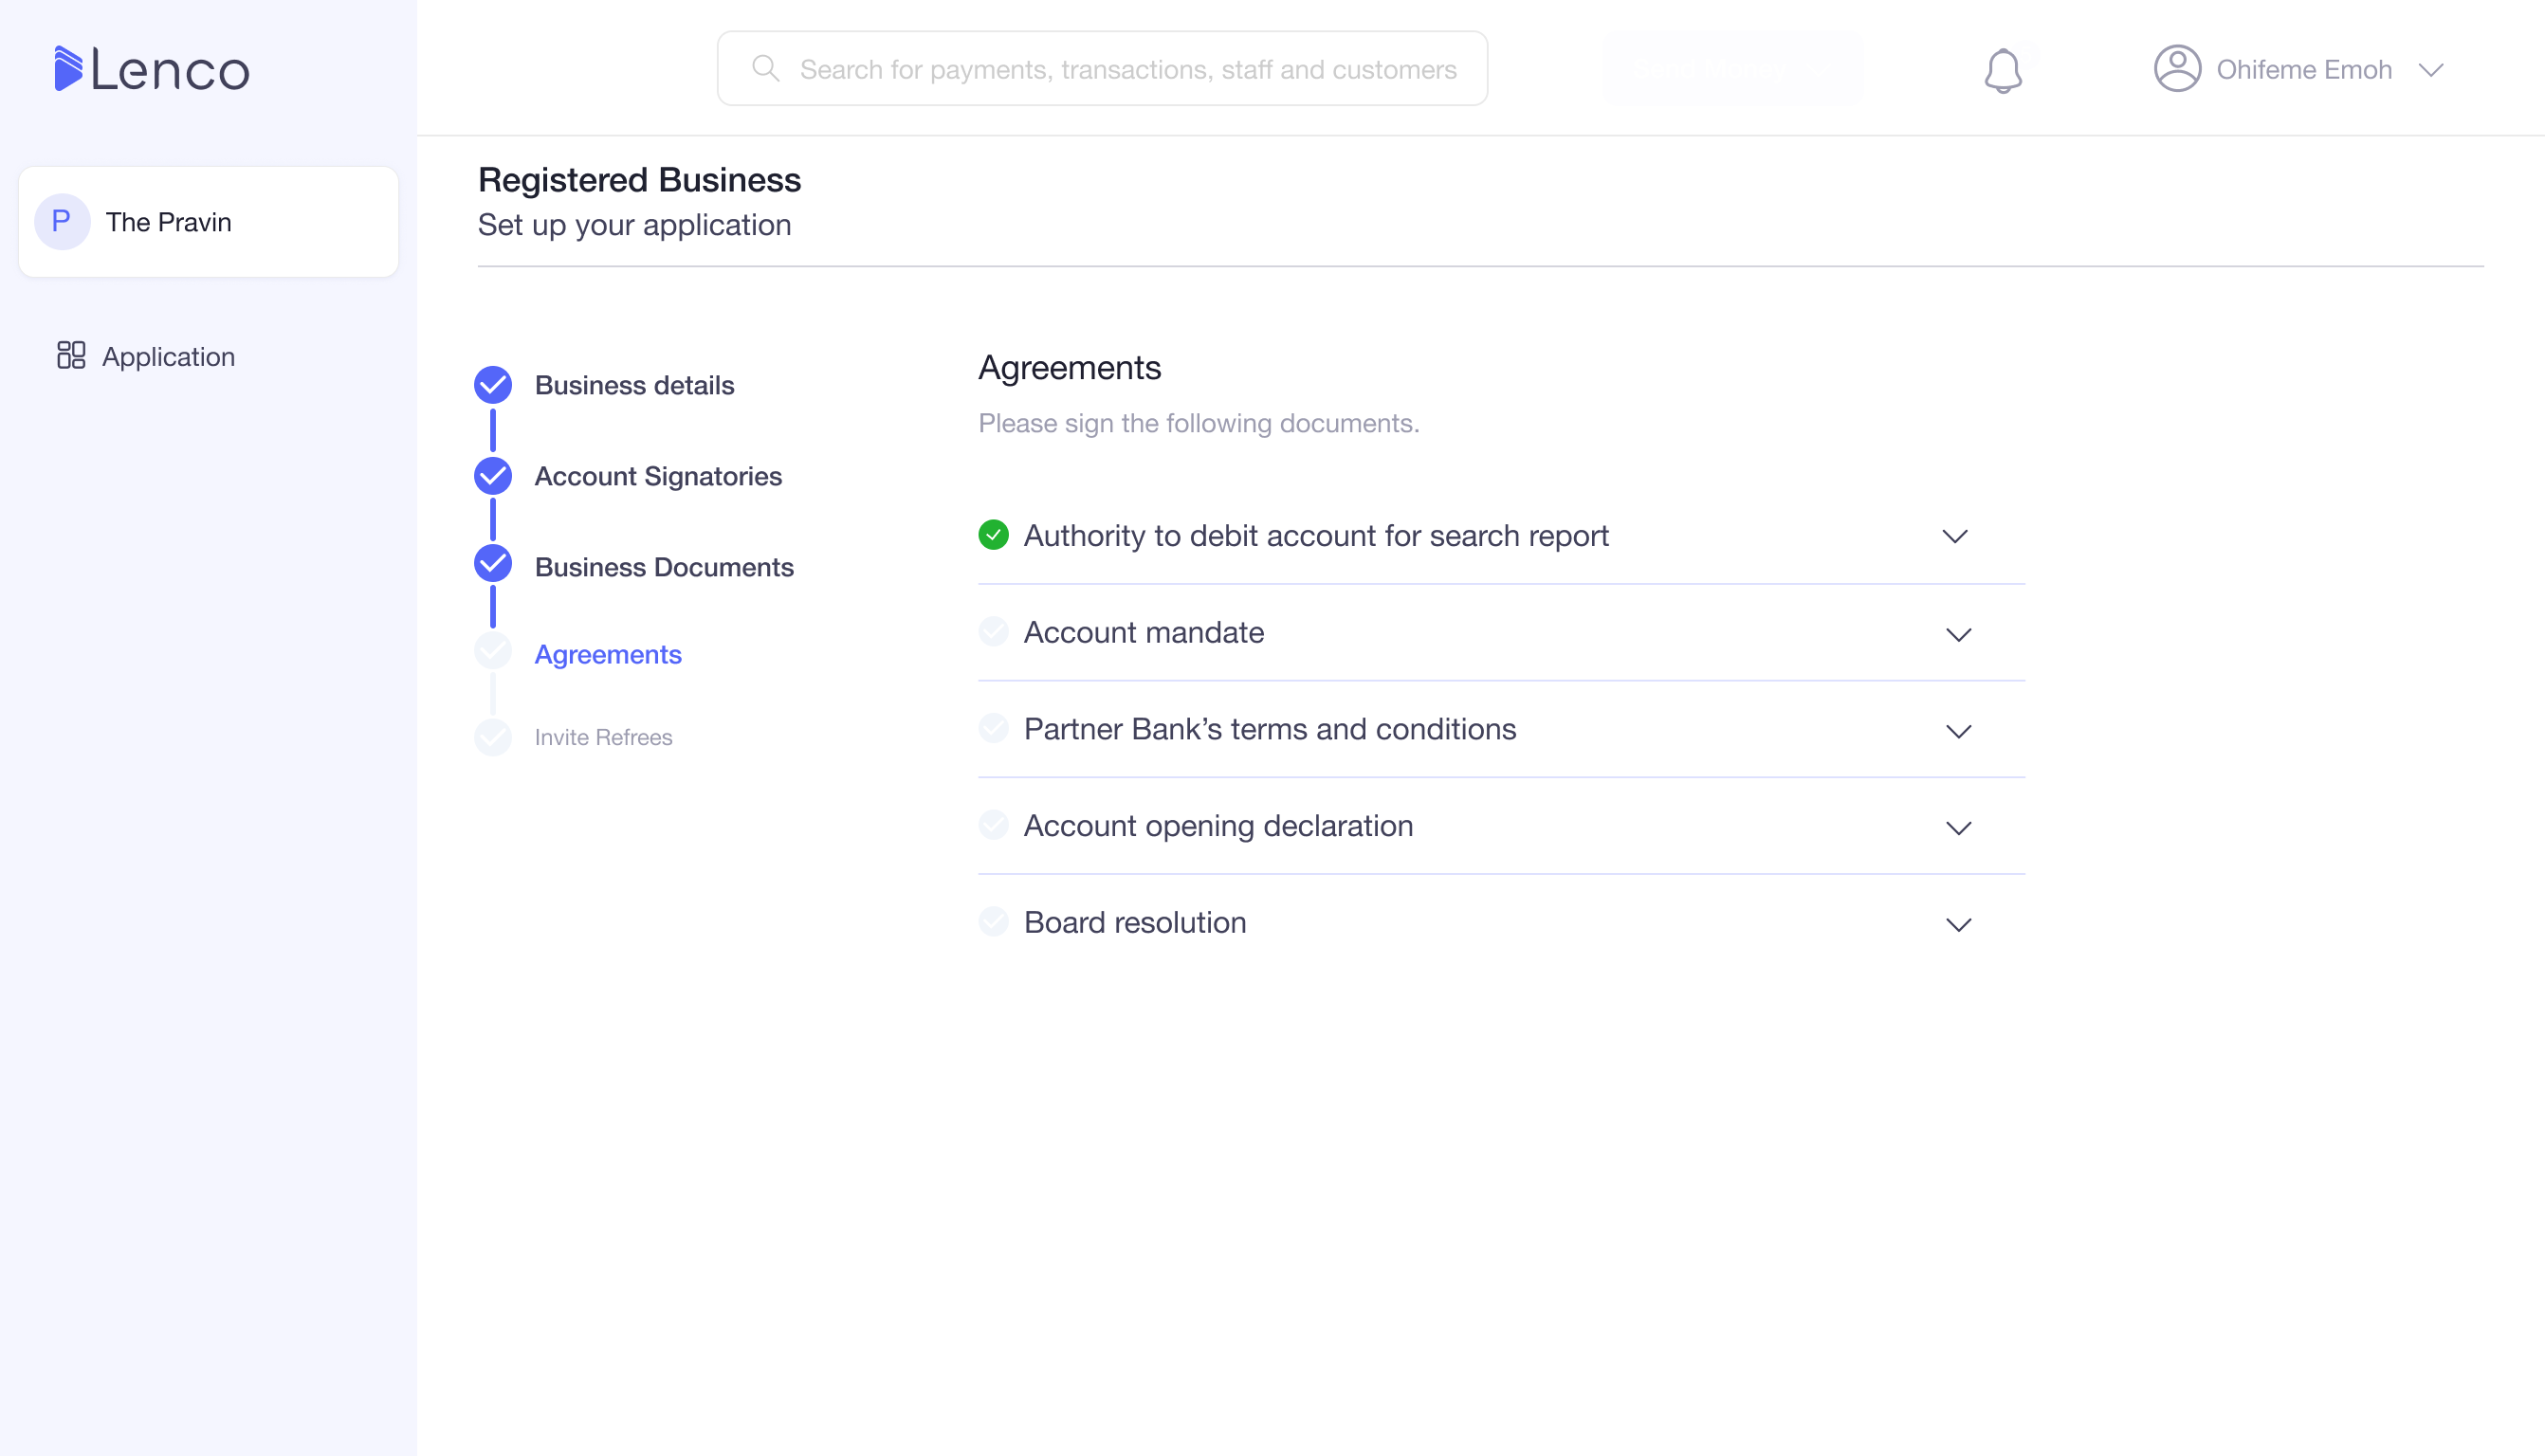 Lenco
Search for payments, transactions, staff and customers
Ohifeme Emoh
P
The Pravin
Application
Registered Business
Set up your application
Business details
Account Signatories
Business Documents
Agreements
Invite Refrees
Agreements
Please sign the following documents.
Authority to debit account for search report
Account mandate
Partner Bank’s terms and conditions
Account opening declaration
Board resolution